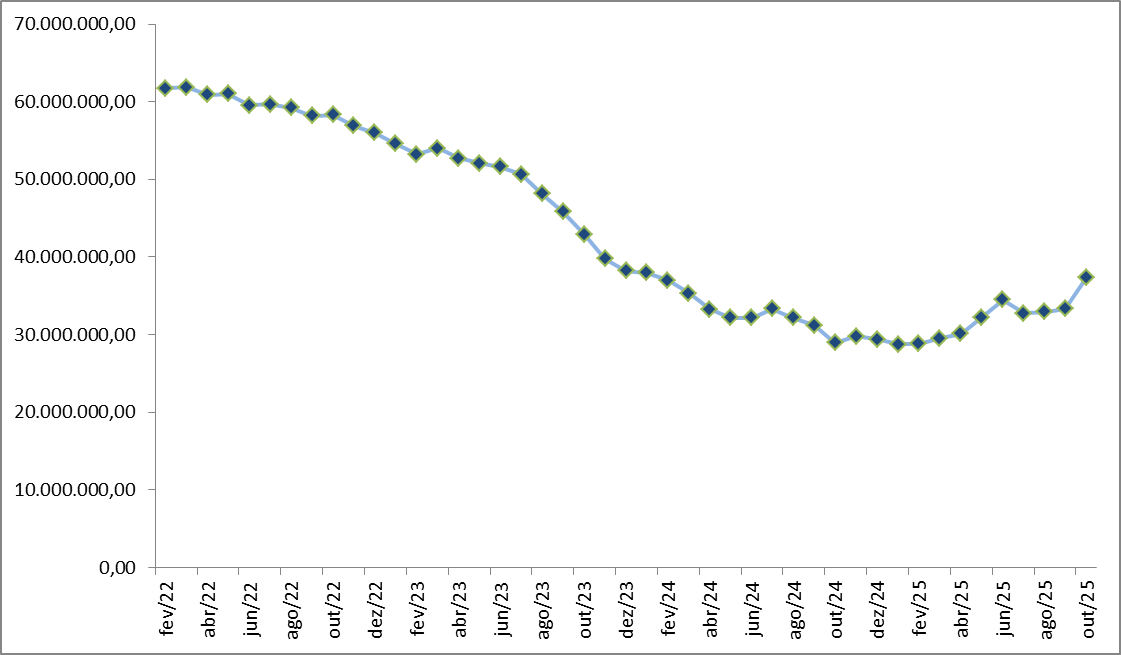 70.000.000,00
60.000.000,00
50.000.000,00
40.000.000,00
30.000.000,00
20.000.000,00
10.000.000,00
0,00
fev/22
abr/22
jun/22
ago/22
out/22
dez/22
fev/23
abr/23
jun/23
ago/23
out/23
dez/23
fev/24
abr/24
jun/24
ago/24
out/24
dez/24
fev/25
abr/25
jun/25
ago/25
out/25